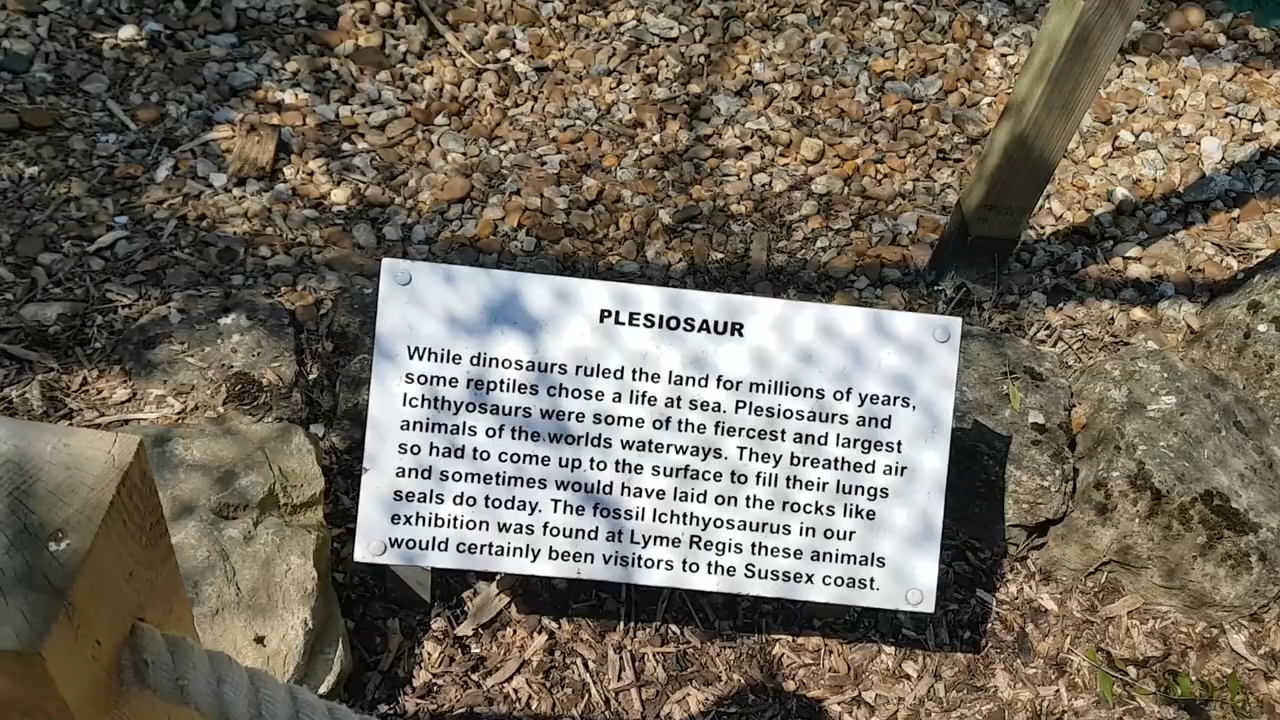 PLESIOSAUR
While dinosaurs ruled the land for millions of years,
some reptiles chose a life at sea. Plesiosaurs and
Ichthyosaurs were some of the fiercest and largest
animals of the worlds waterways. They breathed air
so had to come up to the surface to fill their lungs
and sometimes would have laid on the rocks like
seals do today. The fossil Ichthyosaurus in our
exhibition was found at Lyme Regis these animals
would certainly been visitors to the Sussex coast.